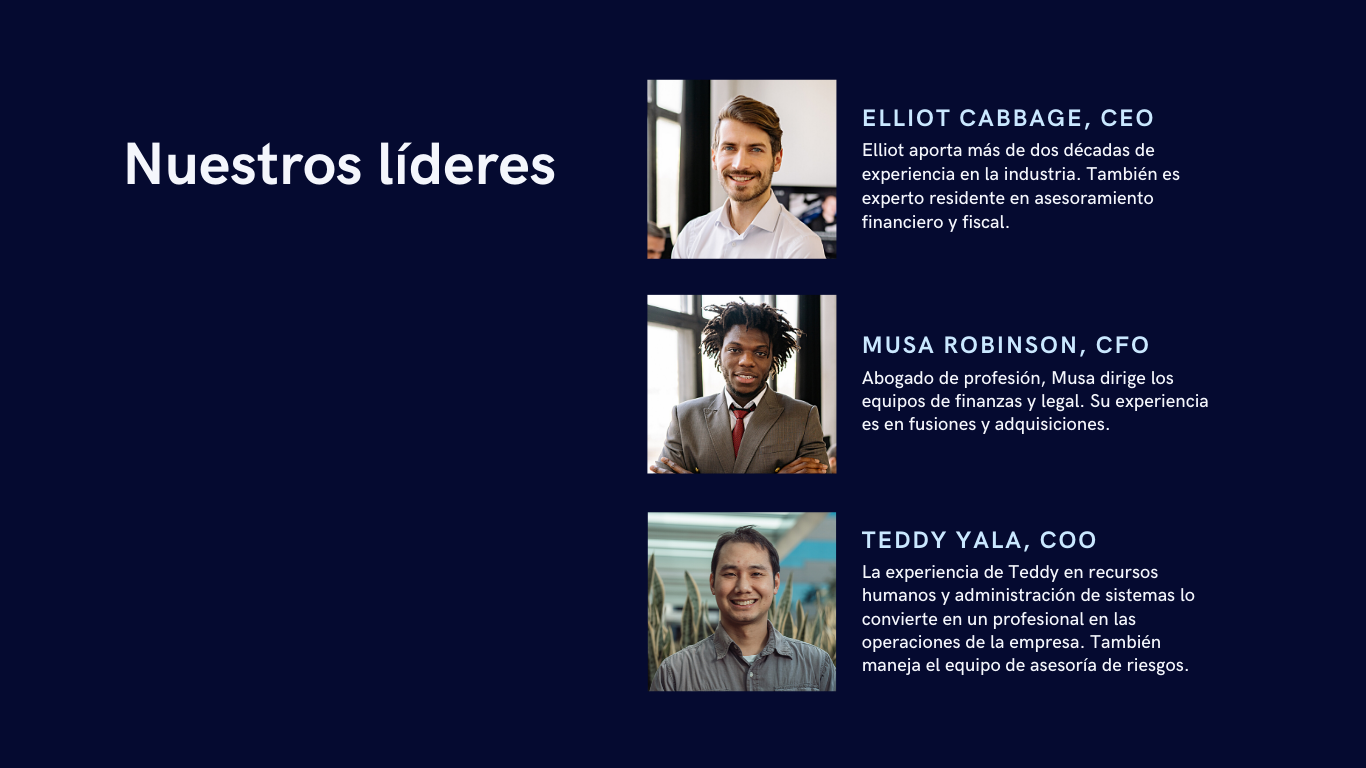 Nuestros líderes
ELLIOT CABBAGE, CEO
Elliot aporta más de dos décadas de
experiencia en la industria. También es
experto residente en asesoramiento
financiero y fiscal.
MUSA ROBINSON, CFO
Abogado de profesión, Musa dirige los
equipos de finanzas y legal. Su experiencia
es en fusiones y adquisiciones.
TEDDY YALA, COO
La experiencia de Teddy en recursos
humanos y administración de sistemas lo
convierte en un profesional en las
operaciones de la empresa. También
maneja el equipo de asesoría de riesgos.